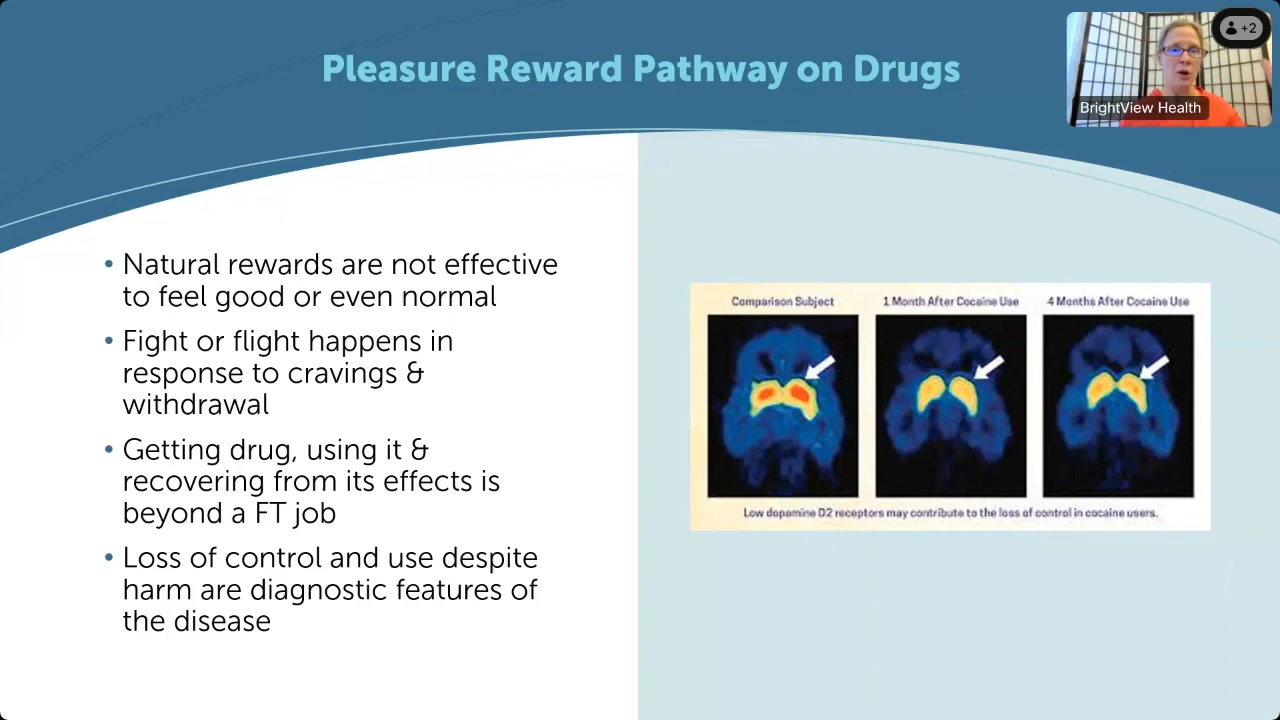 Pleasure Reward Pathway on Drugs
+2
BrightView Health
• Natural rewards are not effective
to feel good or even normal
• Fight or flight happens in
response to cravings &
withdrawal
• Getting drug, using it &
recovering from its effects is
beyond a FT job
• Loss of control and use despite
harm are diagnostic features of
the disease
Comparison Subject
1 Month After Cocaine Use
4 Months After Cocaine Use
Low dopamine D2 receptors may contribute to the loss of control in cocaine users.